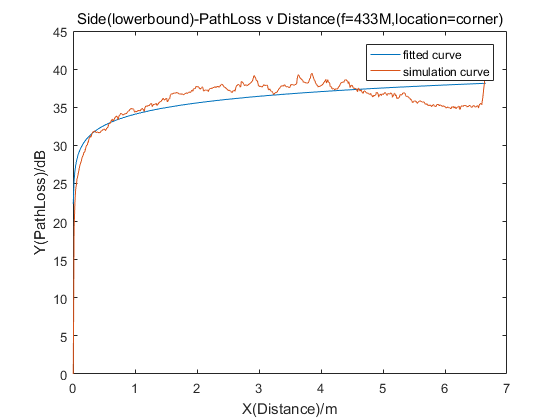 Side(lowerbound)-PathLoss v Distance(f=433M,location=corner)
fitted curve
simulation curve
45
40
35
30
25
20
15
10
5
0
Y(PathLoss)/dB
0 1 2 3 4 5 6 7
X(Distance)/m